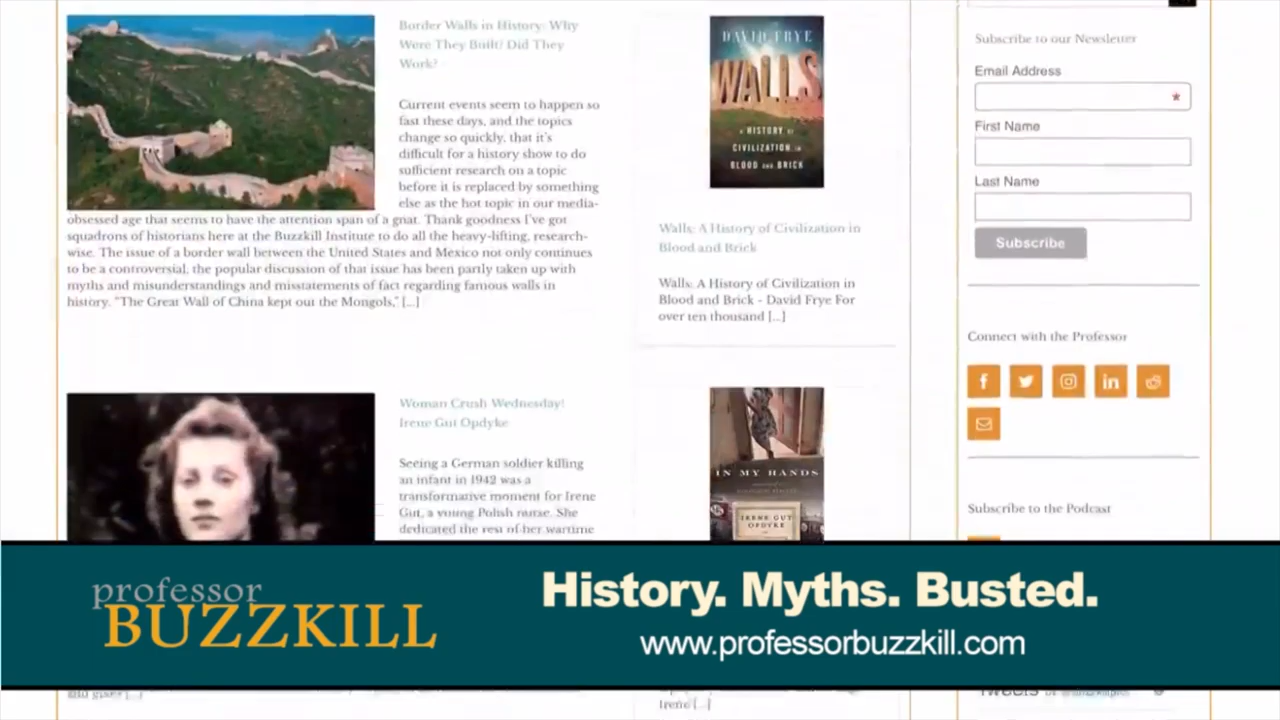 Border Walls in History: Why
Were They Built? Did They
Work?
Current events seem to happen so
fast these days, and the topics
change so quickly, that it's
difficult for a history show to do
sufficient research on a topic
before it is replaced by something
else as the hot topic in our media-
obsessed age that seems to have the attention span of a gnat. Thank goodness I've got
squadrons of historians here at the Buzzkill Institute to do all the heavy-lifting, research-
wise. The issue of a border wall between the United States and Mexico not only continues
to be a controversial, the popular discussion of that issue has been partly taken up with
myths and misunderstandings and misstatements of fact regarding famous walls in
history. "The Great Wall of China kept out the Mongols," [...]
Woman Crush Wednesday!
Irene Gut Opdyke
Seeing a German soldier killing
an infant in 1942 was a
transformative moment for Irene
Gut, a young Polish nurse. She
dedicated the rest of her wartime
DAVID FRYE
WALLS
A HISTORY OF
CIVILIZATION IN
BLOOD AND BRICK
Walls: A History of Civilization in
Blood and Brick
Walls: A History of Civilization in
Blood and Brick - David Frye For
over ten thousand [...]
IN MY HANDS
IRENE GUT
OPDYKE
Irene [...]
Subscribe to our Newsletter
Email Address
*
First Name
Last Name
Subscribe
Connect with the Professor
Subscribe to the Podcast
professor
BUZZKILL
History. Myths. Busted.
www.professorbuzzkill.com